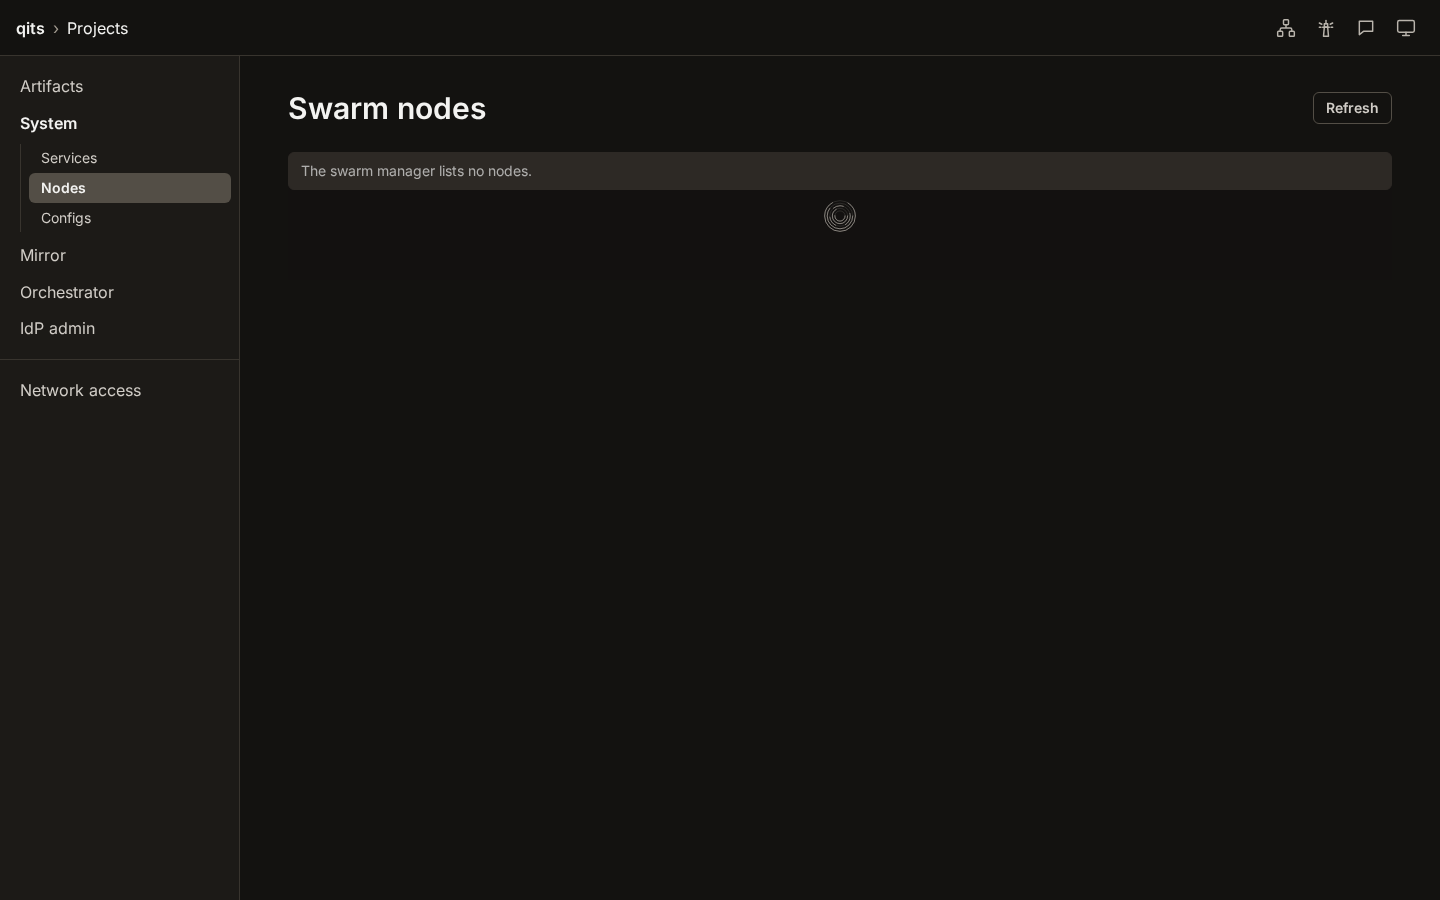 qits › Projects
Artifacts
System
Services
Nodes
Configs
Mirror
Orchestrator
IdP admin
Network access
Swarm nodes
Refresh
The swarm manager lists no nodes.